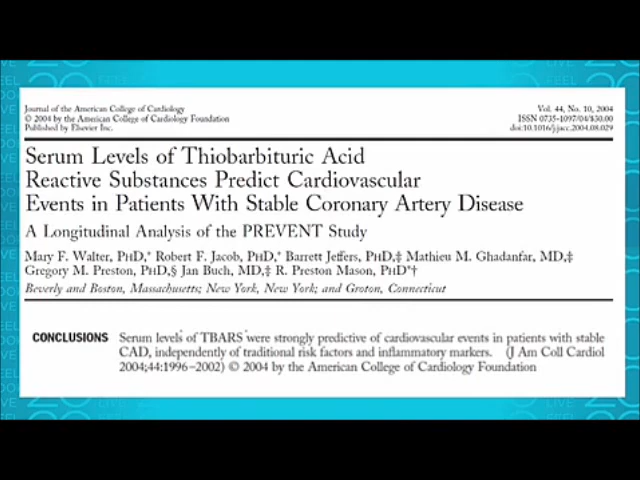 Journal of the American College of Cardiology
© 2004 by the American College of Cardiology Foundation
Published by Elsevier Inc.
Vol. 44, No. 10, 2004
ISSN 0735-1097/04/$30.00
doi:10.1016/j.jacc.2004.08.029
Serum Levels of Thiobarbituric Acid
Reactive Substances Predict Cardiovascular
Events in Patients With Stable Coronary Artery Disease
A Longitudinal Analysis of the PREVENT Study
Mary F. Walter, PHD,* Robert F. Jacob, PHD,* Barrett Jeffers, PHD,‡ Mathieu M. Ghadanfar, MD,‡
Gregory M. Preston, PHD,§ Jan Buch, MD,‡ R. Preston Mason, PHD*†
Beverly and Boston, Massachusetts; New York, New York; and Groton, Connecticut
CONCLUSIONS Serum levels of TBARS were strongly predictive of cardiovascular events in patients with stable
CAD, independently of traditional risk factors and inflammatory markers. (J Am Coll Cardiol
2004;44:1996–2002) © 2004 by the American College of Cardiology Foundation